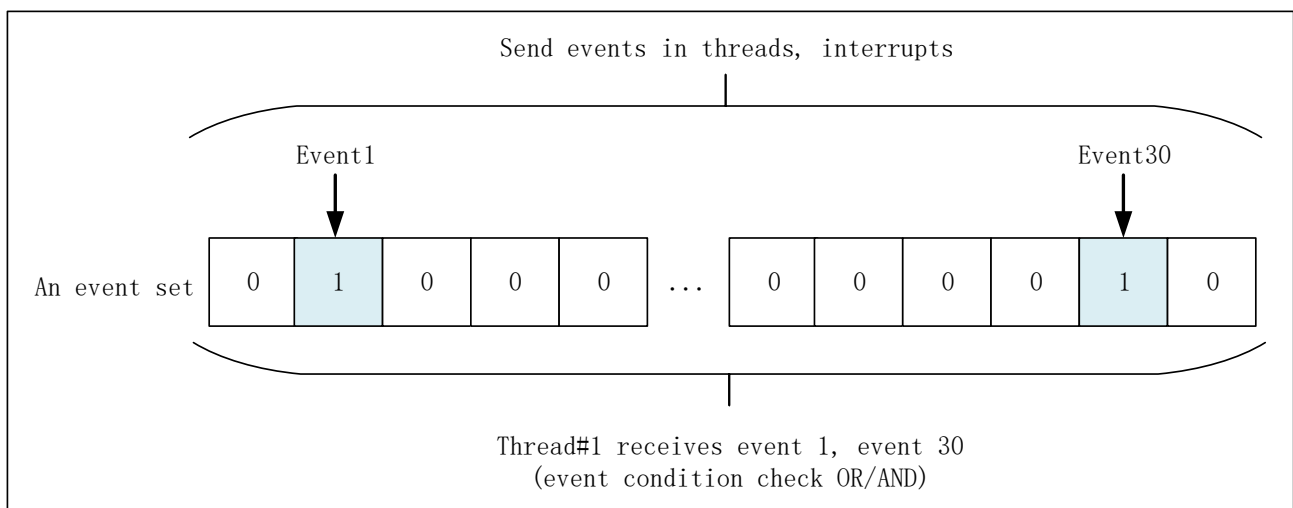 Send events in threads, interrupts
Event1 Event30
An event set 0 1 0 0 0 ... 0 0 0 0 1 0
Thread#1 receives event 1, event 30
(event condition check OR/AND)